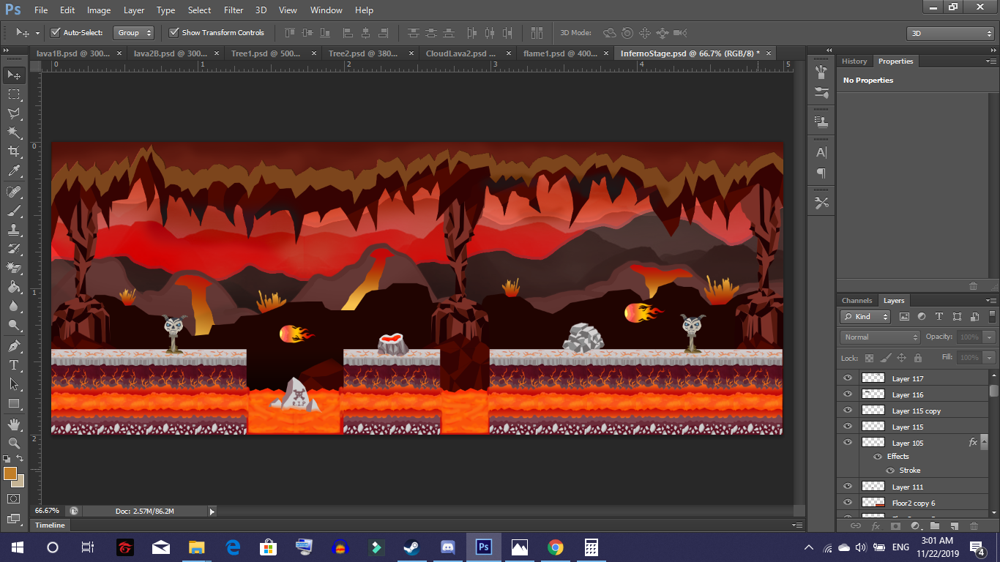 Ps File Edit Image Layer Type Select Filter 3D View Window Help
Auto-Select: Group Show Transform Controls 3D Mode: 3D
lava1B.psd @ 300... × lava2B.psd @ 300... × Tree1.psd @ 500... × Tree2.psd @ 380... × CloudLava2.psd ... × flame1.psd @ 400... × InfernoStage.psd @ 66.7% (RGB/8) * ×
0 1 2 3 4 5
History Properties
No Properties
0
1
2
R.I.P
Channels Layers
Kind
Normal Opacity: 100%
Lock: Fill: 100%
Layer 117
Layer 116
Layer 115 copy
Layer 115
Layer 105 fx
Effects
Stroke
Layer 111
Floor2 copy 6
66.67% Doc: 2.57M/86.2M
fx
Timeline
Ps
ENG
3:01 AM
11/22/2019
4